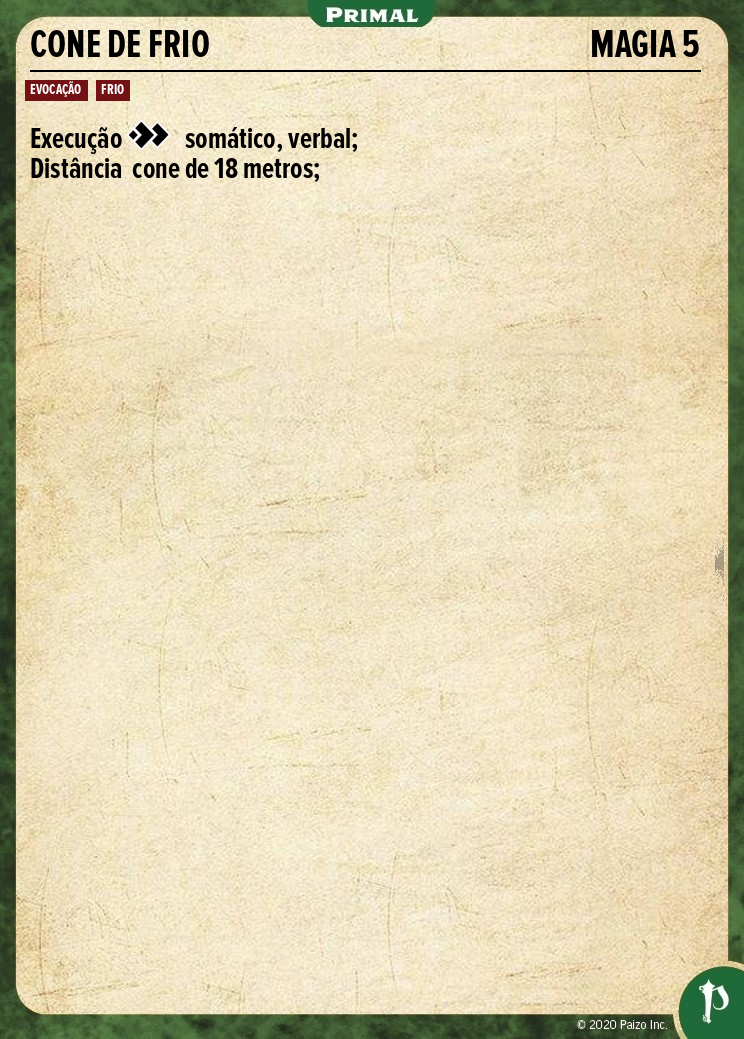 PRIMAL
CONE DE FRIO MAGIA 5
EVOCAÇÃO FRIO
Execução somático, verbal;
Distância cone de 18 metros;
© 2020 Paizo Inc.